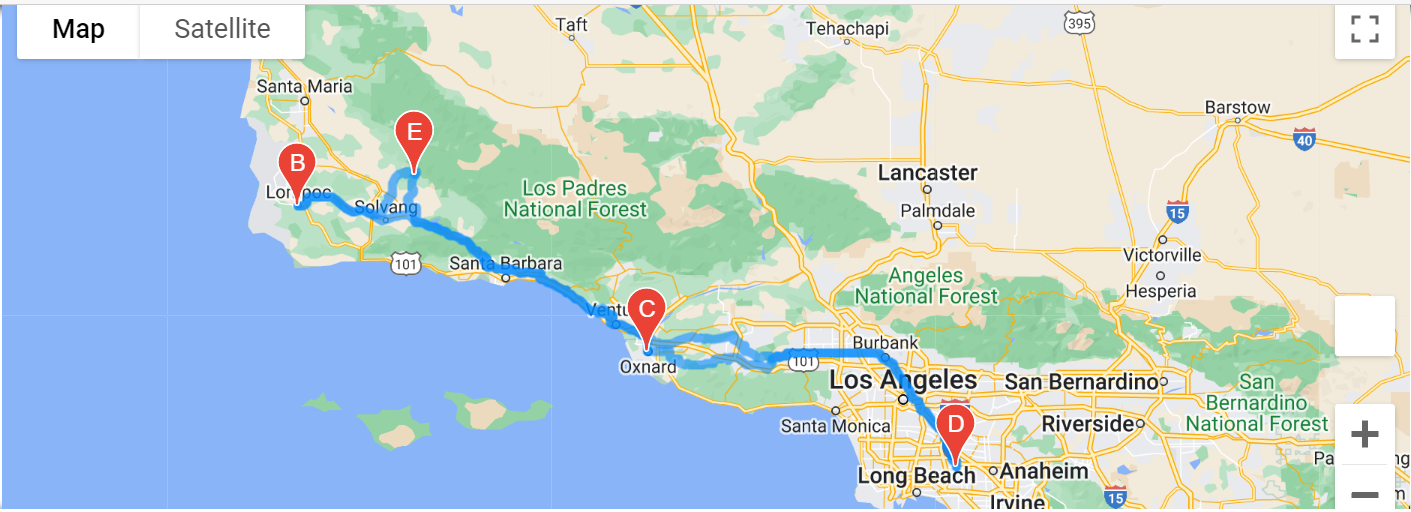 Map
Satellite
Taft
Tehachapi
395
Santa Maria
Barstow
40
E
B
Lompoc
Solvang
Los Padres
National Forest
Lancaster
Palmdale
15
101
Santa Barbara
Victorville
Hesperia
Angeles
National Forest
C
Oxnard
101
Burbank
Los Angeles
San Bernardino
San
Bernardino
National Forest
Santa Monica
D
Riverside
Long Beach
Anaheim
Irvine
15